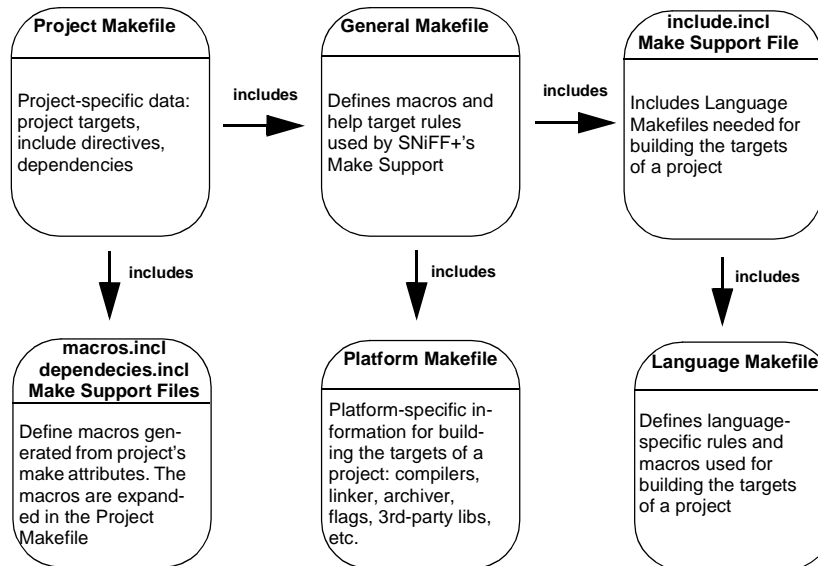 Project Makefile
Project-specific data:
project targets,
include directives,
dependencies
includes
General Makefile
Defines macros and
help target rules
used by SNiFF+'s
Make Support
includes
include.incl
Make Support File
Includes Language
Makefiles needed for
building the targets
of a project
includes
includes
includes
macros.incl
dependecies.incl
Make Support Files
Define macros gen-
erated from project's
make attributes. The
macros are expand-
ed in the Project
Makefile
Platform Makefile
Platform-specific in-
formation for build-
ing the targets of a
project: compilers,
linker, archiver,
flags, 3rd-party libs,
etc.
Language Makefile
Defines language-
specific rules and
macros used for
building the targets
of a project